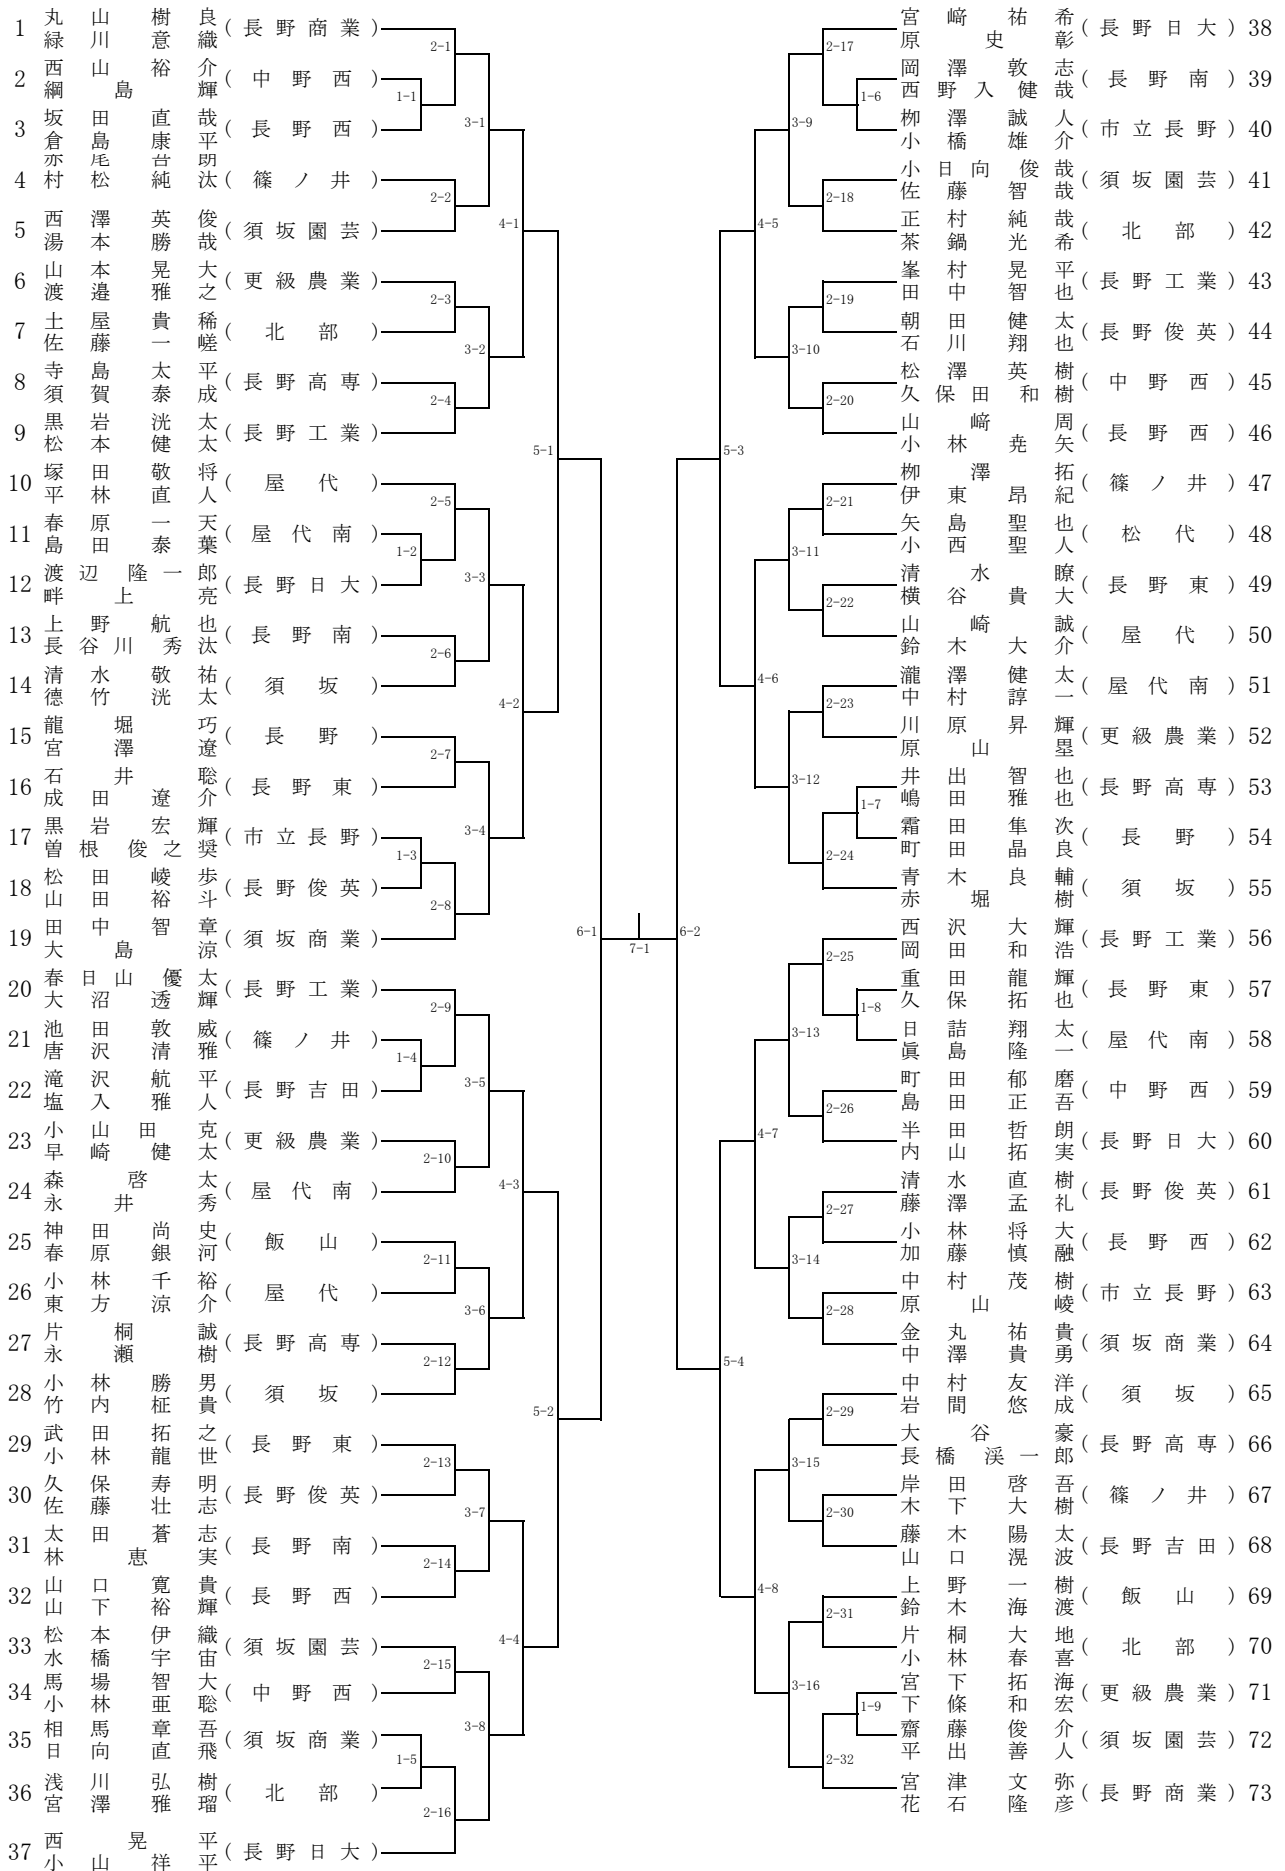 1 丸山樹良 緑川意織 (長野商業)
2 西山裕介 綱島輝 (中野西)
3 坂田直哉 倉島康平 (長野西)
4 赤尾吾朗 村松純汰 (篠ノ井)
5 西澤英俊 湯本勝哉 (須坂園芸)
6 山本晃大 渡邉雅之 (更級農業)
7 土屋貴稀 佐藤一嵯 (北部)
8 寺島太平 須賀泰成 (長野高専)
9 黒岩洸太 松本健太 (長野工業)
10 塚田敬将 平林直人 (屋代)
11 春原一天 島田泰葉 (屋代南)
12 渡辺隆一郎 畔上亮 (長野日大)
13 上野航也 長谷川秀汰 (長野南)
14 清水敬祐 德竹洸太 (須坂)
15 龍堀巧 宮澤遼 (長野)
16 石井聡 成田遼介 (長野東)
17 黒岩宏輝 曽根俊之奨 (市立長野)
18 松田崚歩 山田裕斗 (長野俊英)
19 田中智章 大島涼 (須坂商業)
20 春日山優太 大沼透輝 (長野工業)
21 池田敦威 唐沢清雅 (篠ノ井)
22 滝沢航平 塩入雅人 (長野吉田)
23 小山田克 早崎健太 (更級農業)
24 森啓太 永井秀 (屋代南)
25 神田尚史 春原銀河 (飯山)
26 小林千裕 東方涼介 (屋代)
27 片桐誠 永瀬樹 (長野高専)
28 小林勝男 竹内柾貴 (須坂)
29 武田拓之 小林龍世 (長野東)
30 久保寿明 佐藤壮志 (長野俊英)
31 太田蒼志 林恵実 (長野南)
32 山口寛貴 山下裕輝 (長野西)
33 松本伊織 水橋宇宙 (須坂園芸)
34 馬場智大 小林亜聡 (中野西)
35 相馬章吾 日向直飛 (須坂商業)
36 浅川弘樹 宮澤雅瑠 (北部)
37 西晃平 小山祥平 (長野日大)
2-1
1-1
3-1
2-2
4-1
2-3
3-2
2-4
5-1
2-5
1-2
3-3
2-6
4-2
2-7
3-4
1-3
2-8
6-1
7-1
2-9
1-4
3-5
2-10
4-3
2-11
3-6
2-12
5-2
2-13
3-7
2-14
4-4
2-15
3-8
1-5
2-16
宮﨑祐希 原史彰 (長野日大) 38
岡澤敦志 西野入健哉 (長野南) 39
栁澤誠人 小橋雄介 (市立長野) 40
小日向俊哉 佐藤智哉 (須坂園芸) 41
正村純哉 茶鍋光希 (北部) 42
峯村晃平 田中智也 (長野工業) 43
朝田健太 石川翔也 (長野俊英) 44
松澤英樹 久保田和樹 (中野西) 45
山﨑周 小林尭矢 (長野西) 46
栁澤拓 伊東昂紀 (篠ノ井) 47
矢島聖也 小西聖人 (松代) 48
清水瞭 横谷貴大 (長野東) 49
山崎誠 鈴木大介 (屋代) 50
瀧澤健太 中村諄一 (屋代南) 51
川原昇輝 原山塁 (更級農業) 52
井出智也 嶋田雅也 (長野高専) 53
霜田隼次 町田晶良 (長野) 54
青木良輔 赤堀樹 (須坂) 55
西沢大輝 岡田和浩 (長野工業) 56
重田龍輝 久保拓也 (長野東) 57
日詰翔太 眞島隆一 (屋代南) 58
町田郁磨 島田正吾 (中野西) 59
半田哲朗 内山拓実 (長野日大) 60
清水直樹 藤澤孟礼 (長野俊英) 61
小林将大 加藤慎融 (長野西) 62
中村茂樹 原山崚 (市立長野) 63
金丸祐貴 中澤貴勇 (須坂商業) 64
中村友洋 岩間悠成 (須坂) 65
大谷豪 長橋渓一郎 (長野高専) 66
岸田啓吾 木下大樹 (篠ノ井) 67
藤木陽太 山口滉波 (長野吉田) 68
上野一樹 鈴木海渡 (飯山) 69
片桐大地 小林春喜 (北部) 70
宮下拓海 下條和宏 (更級農業) 71
齋藤俊介 平出善人 (須坂園芸) 72
宮津文弥 花石隆彦 (長野商業) 73
2-17
1-6
3-9
2-18
4-5
2-19
3-10
2-20
5-3
2-21
3-11
2-22
4-6
2-23
3-12
1-7
2-24
6-2
2-25
1-8
3-13
2-26
4-7
2-27
3-14
2-28
5-4
2-29
3-15
2-30
4-8
2-31
3-16
1-9
2-32